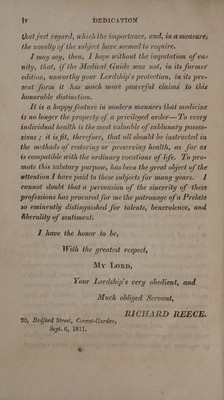 iv DEDICATION
that just regard, which the importance, and, in a measure,
the novelty of the subject have seemed to require.
I may say, then, I hope without the imputation of va-
nity, that, if the Medical Guide was not, in its former
edition, unworthy your Lordship's protection, in its pre-
sent form it has much more powerful claims to this
honorable distinction.
It is a happy feature in modern manners that medicine
is no longer the property of a privileged order—To every
individual health is the most valuable of sublunary posses-
sions; it is fit, therefore, that all should be instructed in
the methods of restoring or preserving health, as far as
is compatible with the ordinary vocations of life. To pro-
mote this salutary purpose, has been the great object of the
attention I have paid to these subjects for many years. I
cannot doubt that a persuasion of the sincerity of these
professions has procured for me the patronage of a Prelate
so eminently distinguished for talents, benevolence, and
liberality of sentiment.
I have the honor to be,
With the greatest respect,
MY LORD,
Your Lordship's very obedient, and
Much obliged Servant,
RICHARD REECE.
20, Bedford Street, Covent-Garden,
Sept. 6, 1811.